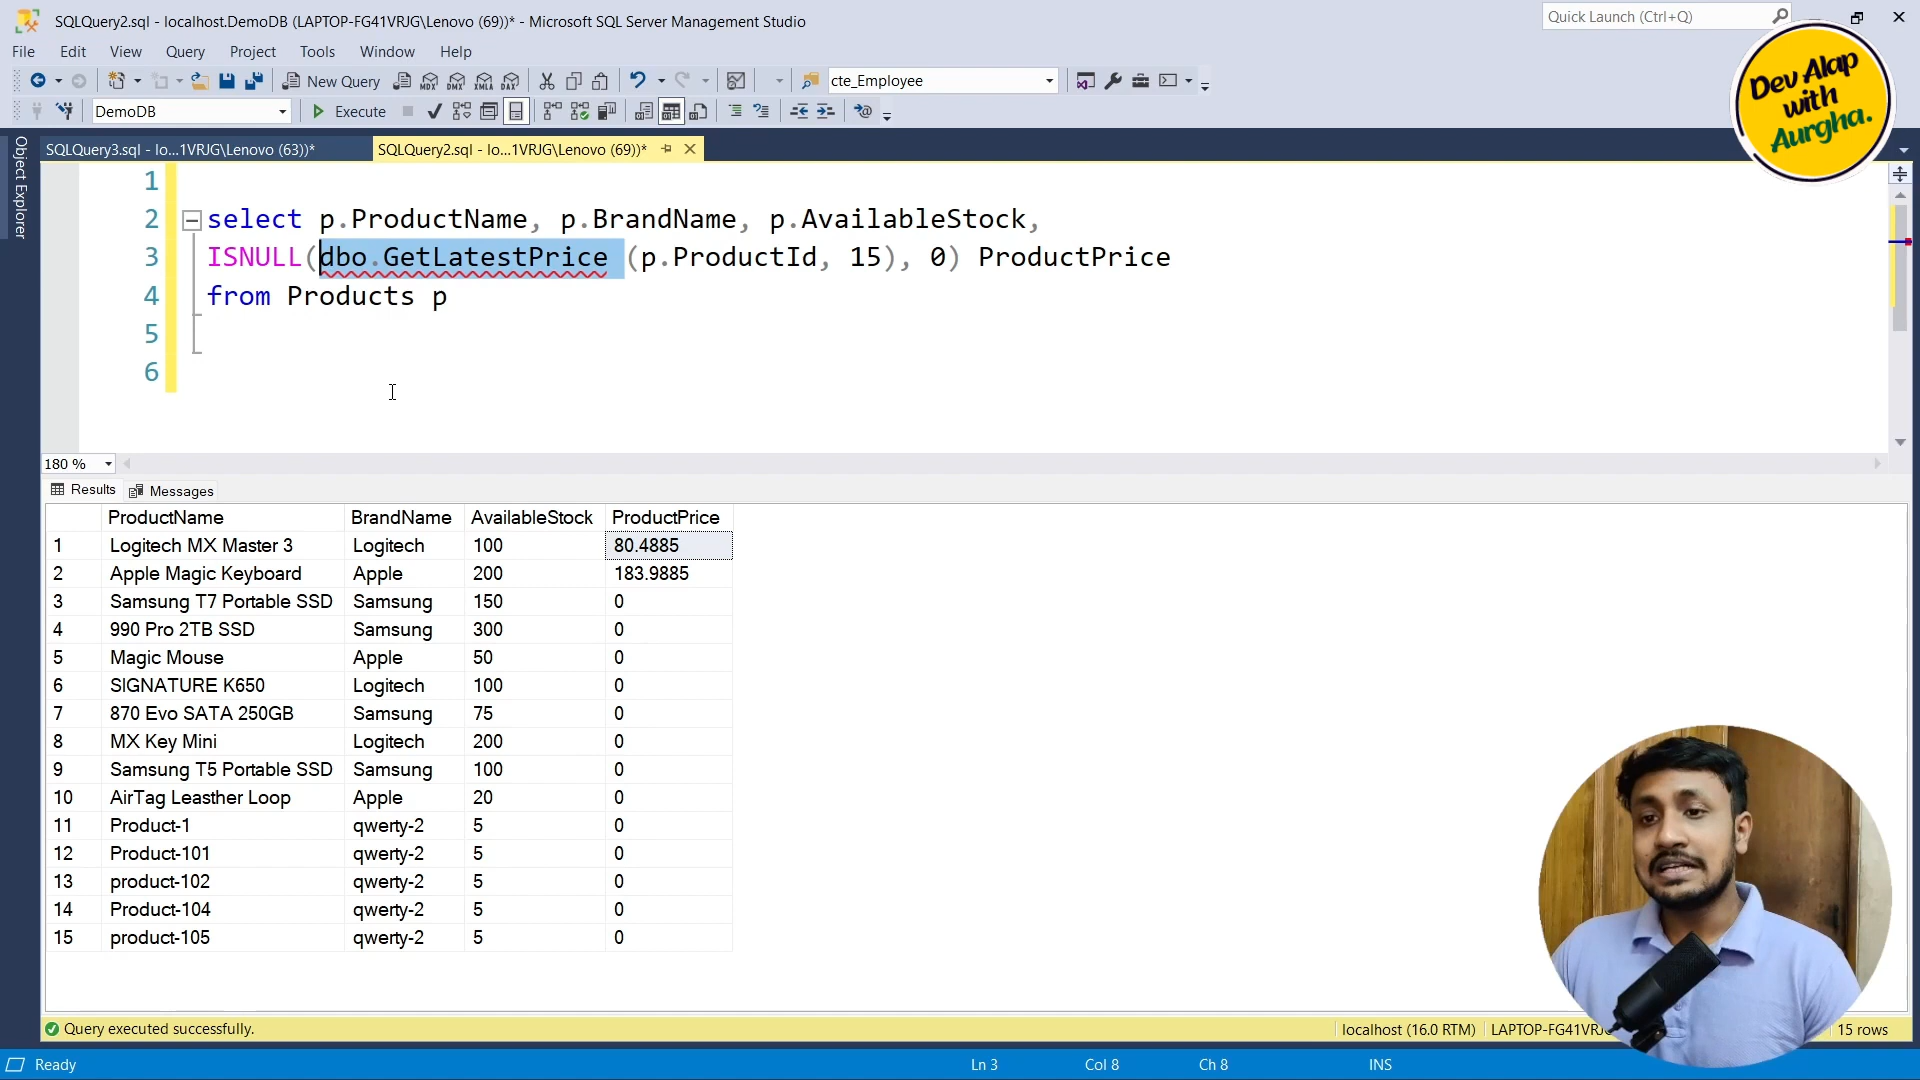 SQLQuery2.sql - localhost.DemoDB (LAPTOP-FG41VRJG\Lenovo (69))* - Microsoft SQL Server Management Studio
Quick Launch (Ctrl+Q)
File Edit View Query Project Tools Window Help
New Query MDX DMX XMLA DAX cte_Employee
DemoDB Execute
Dev Alap
with
Aurgha.
Object Explorer
SQLQuery3.sql - lo...1VRJG\Lenovo (63))* SQLQuery2.sql - lo...1VRJG\Lenovo (69))*
1
2 select p.ProductName, p.BrandName, p.AvailableStock,
3 ISNULL(dbo.GetLatestPrice (p.ProductId, 15), 0) ProductPrice
4 from Products p
5
6
180 %
Results Messages
ProductName BrandName AvailableStock ProductPrice
1 Logitech MX Master 3 Logitech 100 80.4885
2 Apple Magic Keyboard Apple 200 183.9885
3 Samsung T7 Portable SSD Samsung 150 0
4 990 Pro 2TB SSD Samsung 300 0
5 Magic Mouse Apple 50 0
6 SIGNATURE K650 Logitech 100 0
7 870 Evo SATA 250GB Samsung 75 0
8 MX Key Mini Logitech 200 0
9 Samsung T5 Portable SSD Samsung 100 0
10 AirTag Leasther Loop Apple 20 0
11 Product-1 qwerty-2 5 0
12 Product-101 qwerty-2 5 0
13 product-102 qwerty-2 5 0
14 Product-104 qwerty-2 5 0
15 product-105 qwerty-2 5 0
Query executed successfully. localhost (16.0 RTM) LAPTOP-FG41VRJ 15 rows
Ready Ln 3 Col 8 Ch 8 INS